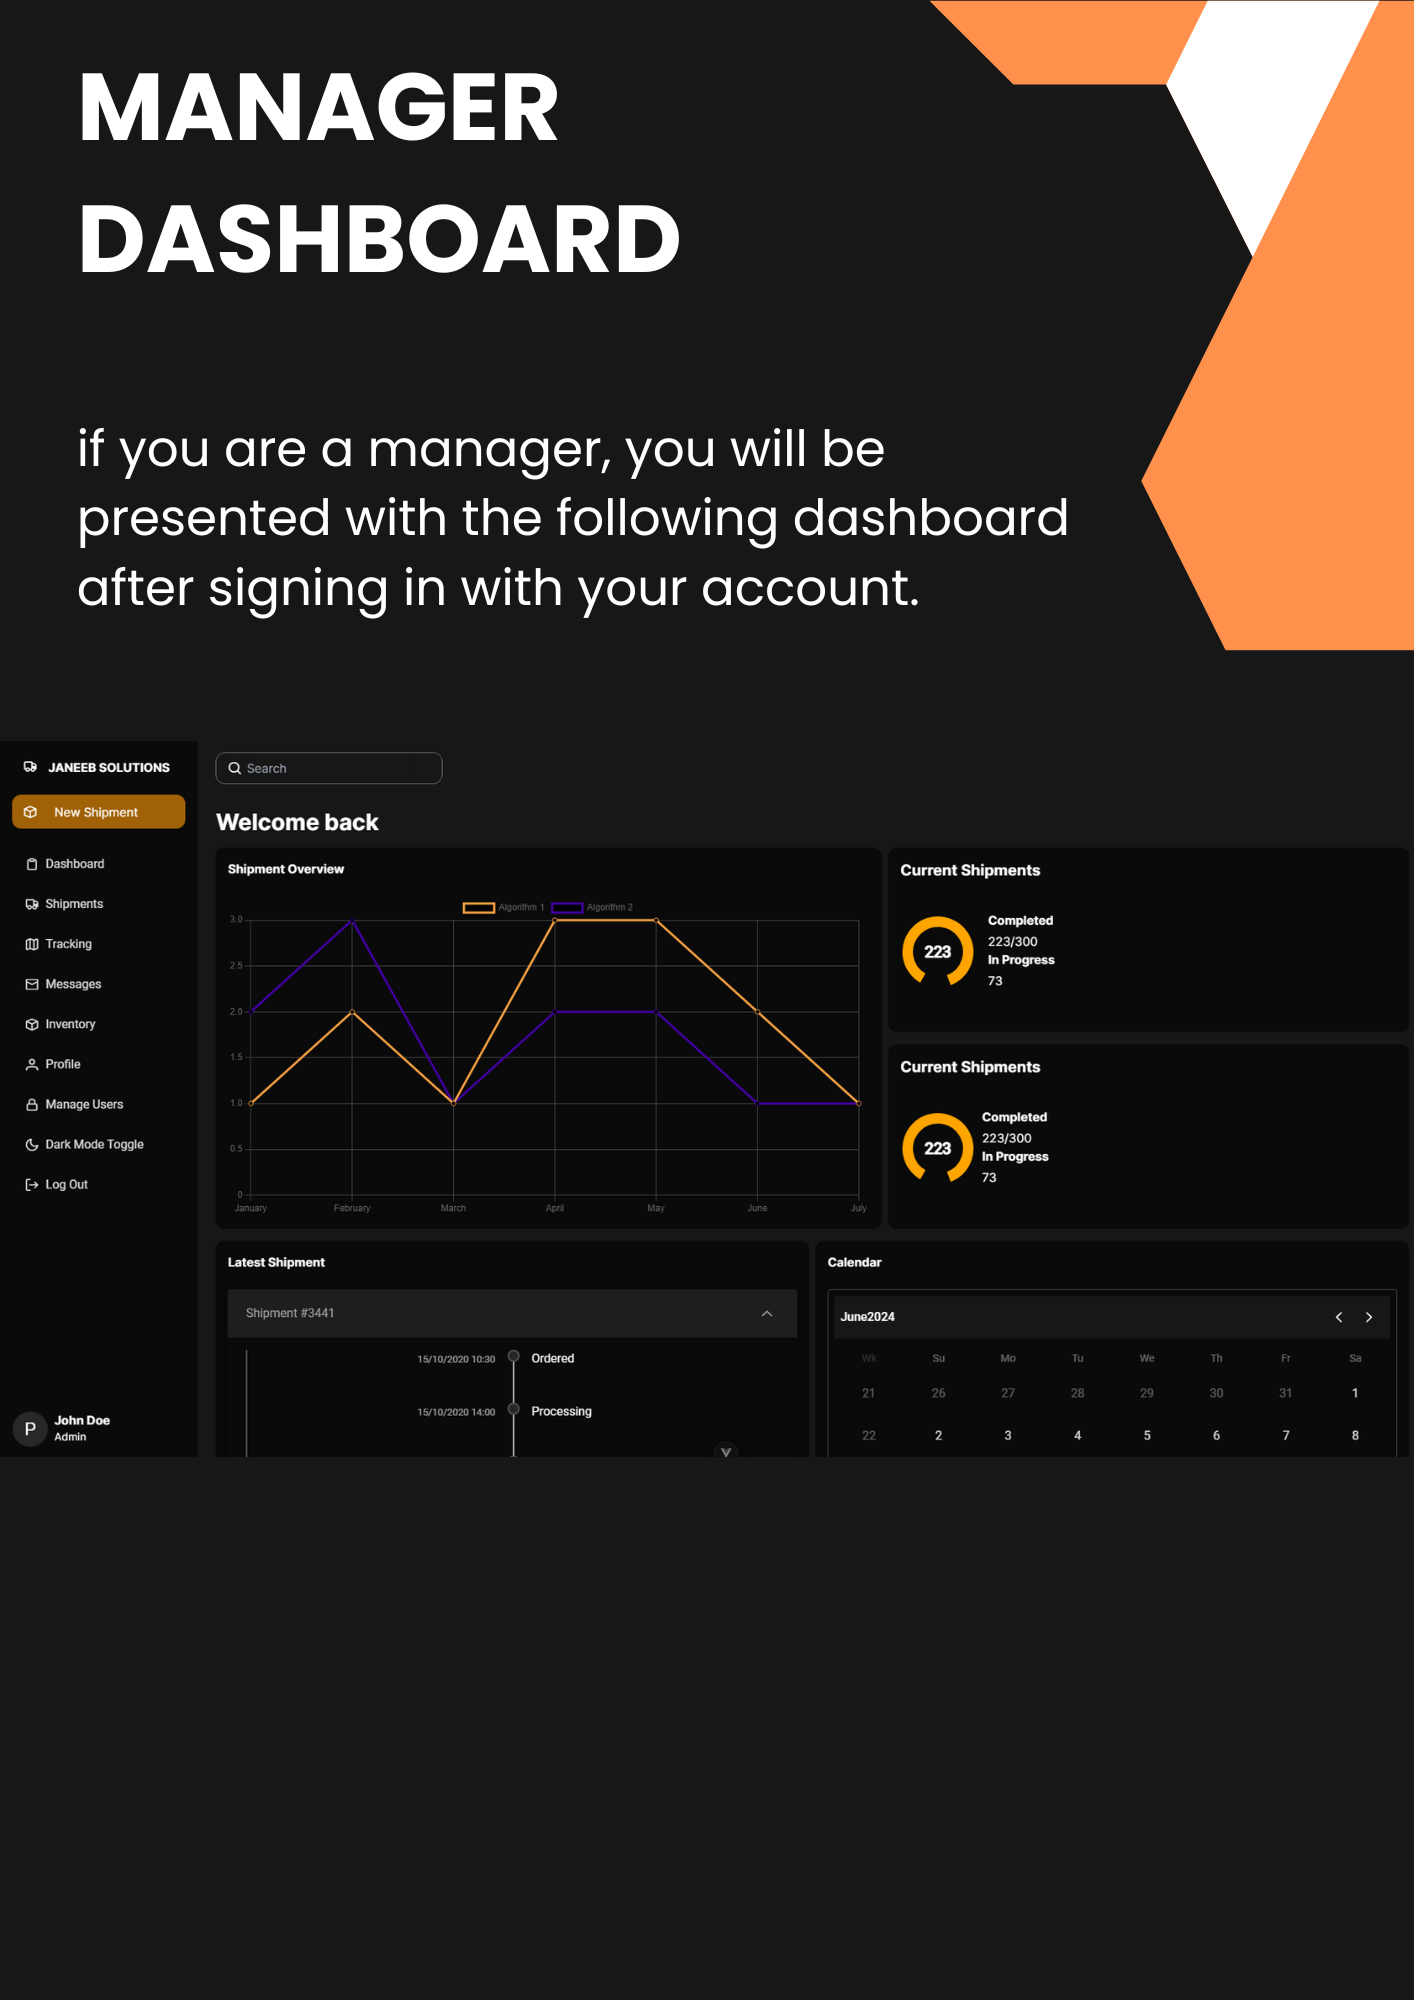 MANAGER
DASHBOARD
if you are a manager, you will be
presented with the following dashboard
after signing in with your account.
JANEEB SOLUTIONS
New Shipment
Dashboard
Shipments
Tracking
Messages
Inventory
Profile
Manage Users
Dark Mode Toggle
Log Out
P
John Doe
Admin
Search
Welcome back
Shipment Overview
Algorithm 1 Algorithm 2
3.0
2.5
2.0
1.5
1.0
0.5
0
January February March April May June July
Current Shipments
223
Completed
223/300
In Progress
73
Current Shipments
223
Completed
223/300
In Progress
73
Latest Shipment
Shipment #3441
15/10/2020 10:30 Ordered
15/10/2020 14:00 Processing
Calendar
June2024
Wk Su Mo Tu We Th Fr Sa
21 26 27 28 29 30 31 1
22 2 3 4 5 6 7 8